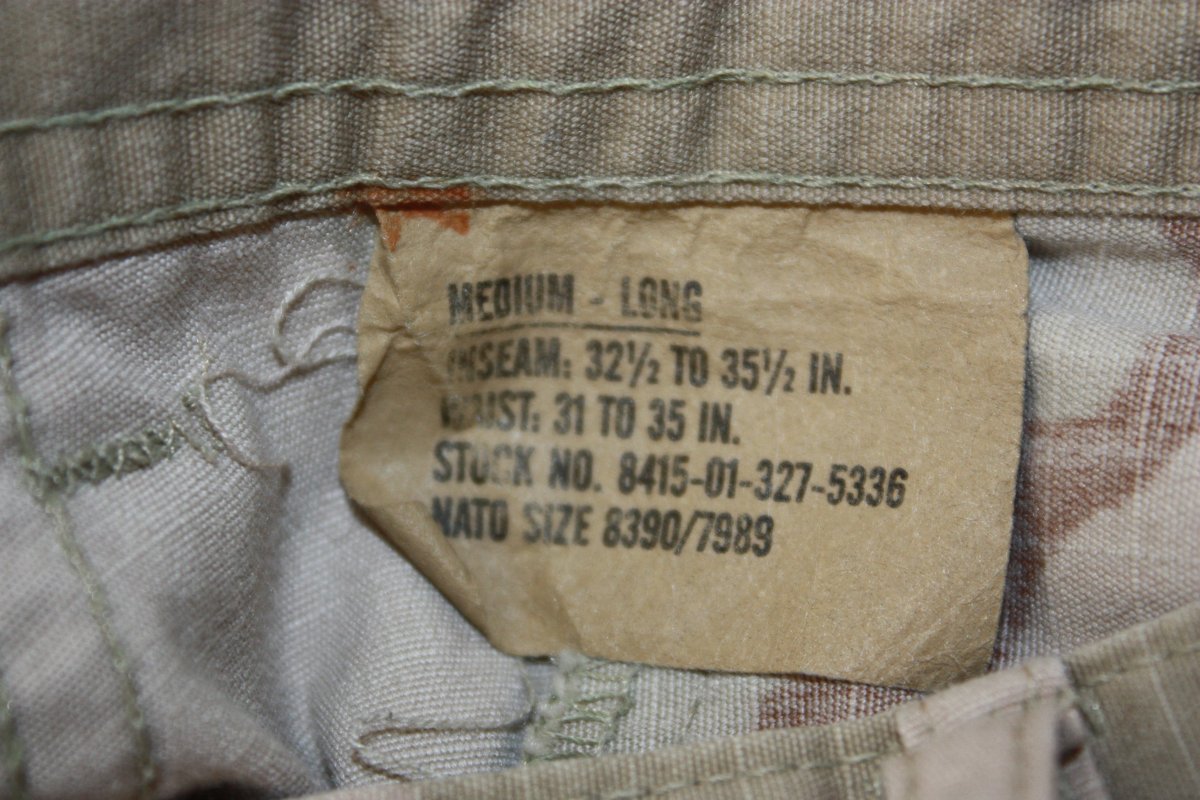 MEDIUM - LONG
INSEAM: 32½ TO 35½ IN.
WAIST: 31 TO 35 IN.
STOCK NO. 8415-01-327-5336
NATO SIZE 8390/7989